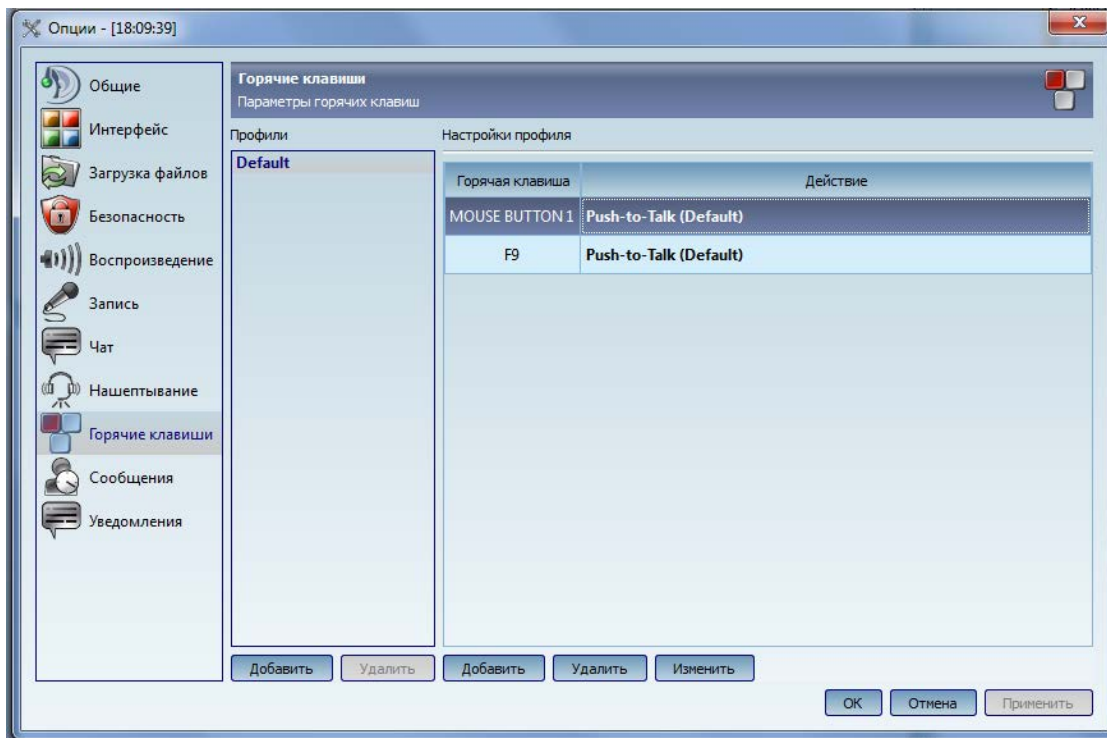 Опции - [18:09:39]
x
Общие
Интерфейс
Загрузка файлов
Безопасность
Воспроизведение
Запись
Чат
Нашептывание
Горячие клавиши
Сообщения
Уведомления
Горячие клавиши
Параметры горячих клавиш
Профили
Default
Добавить Удалить
Настройки профиля
Горячая клавиша Действие
MOUSE BUTTON 1 Push-to-Talk (Default)
F9 Push-to-Talk (Default)
Добавить Удалить Изменить
OK Отмена Применить